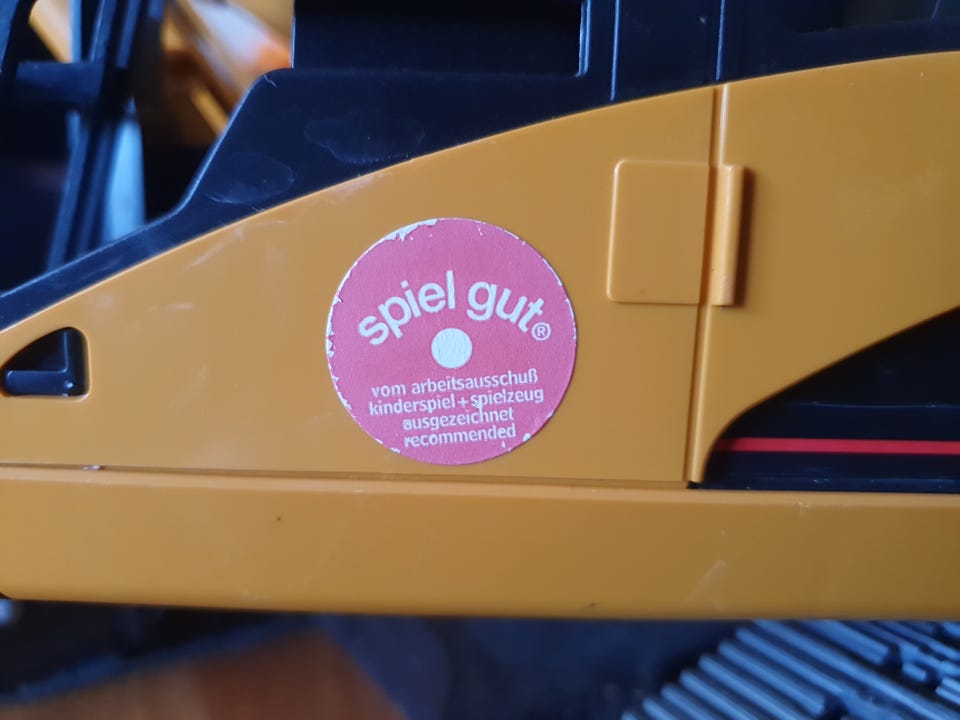 spiel gut®
vom arbeitsausschuß
kinderspiel + spielzeug
ausgezeichnet
recommended